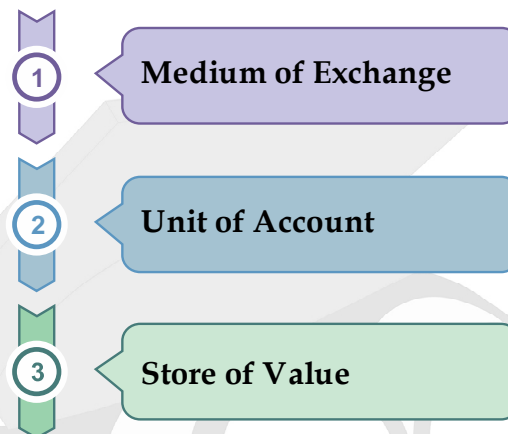 1
Medium of Exchange
2
Unit of Account
3
Store of Value